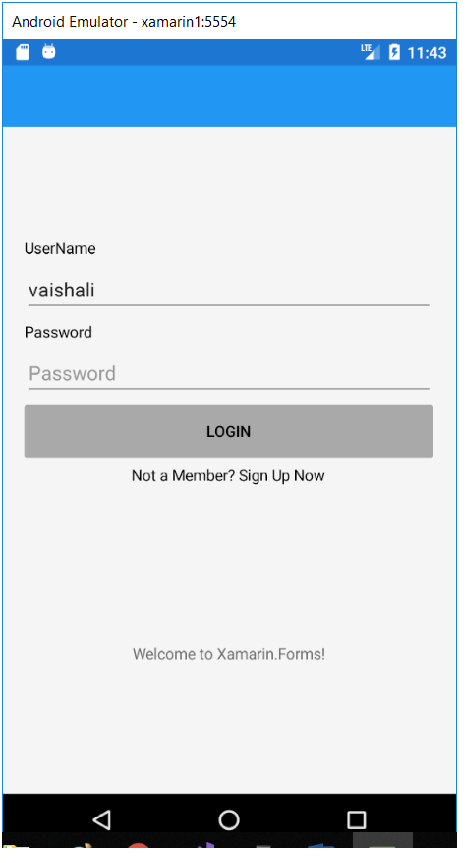 Android Emulator - xamarin1:5554
LTE 11:43
UserName
vaishali
Password
Password
LOGIN
Not a Member? Sign Up Now
Welcome to Xamarin.Forms!